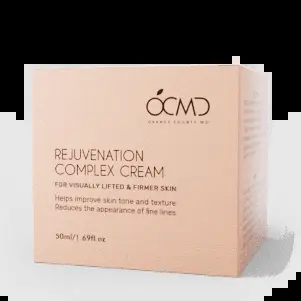 OCMD
ORANGE COUNTY MD
REJUVENATION
COMPLEX CREAM
FOR VISUALLY LIFTED & FIRMER SKIN
Helps improve skin tone and texture.
Reduces the appearance of fine lines.
50ml/1.69fl.oz